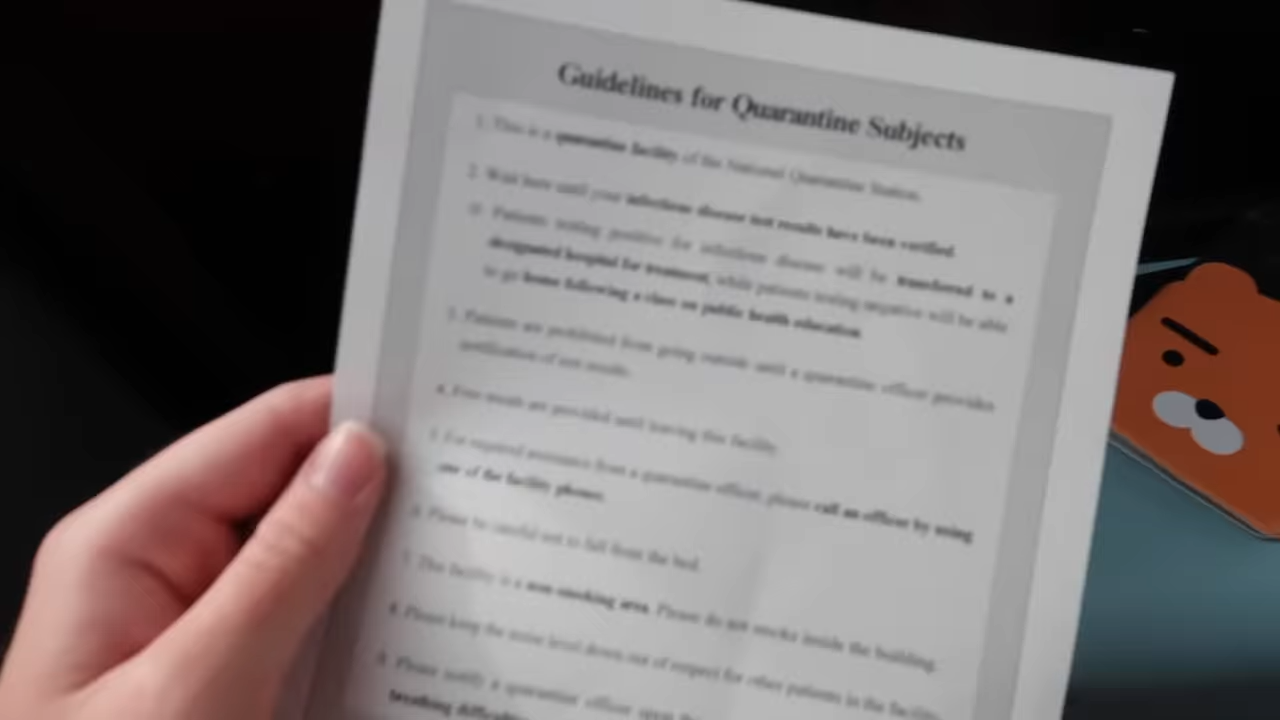 Guidelines for Quarantine Subjects
1. This is a quarantine facility of the National Quarantine Station.
2. Wait here until your infectious disease test results have been verified.
※ Patients testing positive for infectious disease will be transferred to a
designated hospital for treatment, while patients testing negative will be able
to go home following a class on public health education.
3. Patients are prohibited from going outside until a quarantine officer provides
notification of test results.
4. Free meals are provided until leaving this facility.
5. For required assistance from a quarantine officer, please call an officer by using
one of the facility phones.
6. Please be careful not to fall from the bed.
7. This facility is a non-smoking area. Please do not smoke inside the building.
8. Please keep the noise level down out of respect for other patients in the facility.
9. Please notify a quarantine officer upon
breathing difficulties